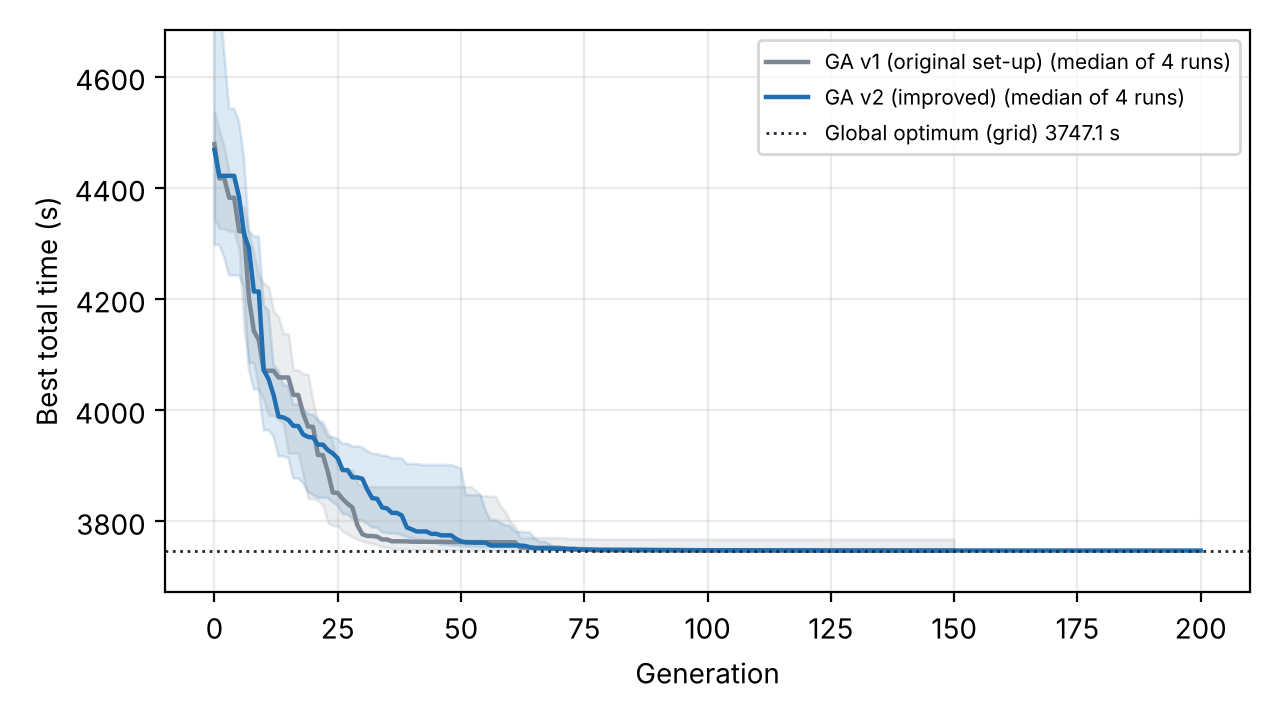 GA v1 (original set-up) (median of 4 runs)
GA v2 (improved) (median of 4 runs)
Global optimum (grid) 3747.1 s
Best total time (s)
4600
4400
4200
4000
3800
0 25 50 75 100 125 150 175 200
Generation